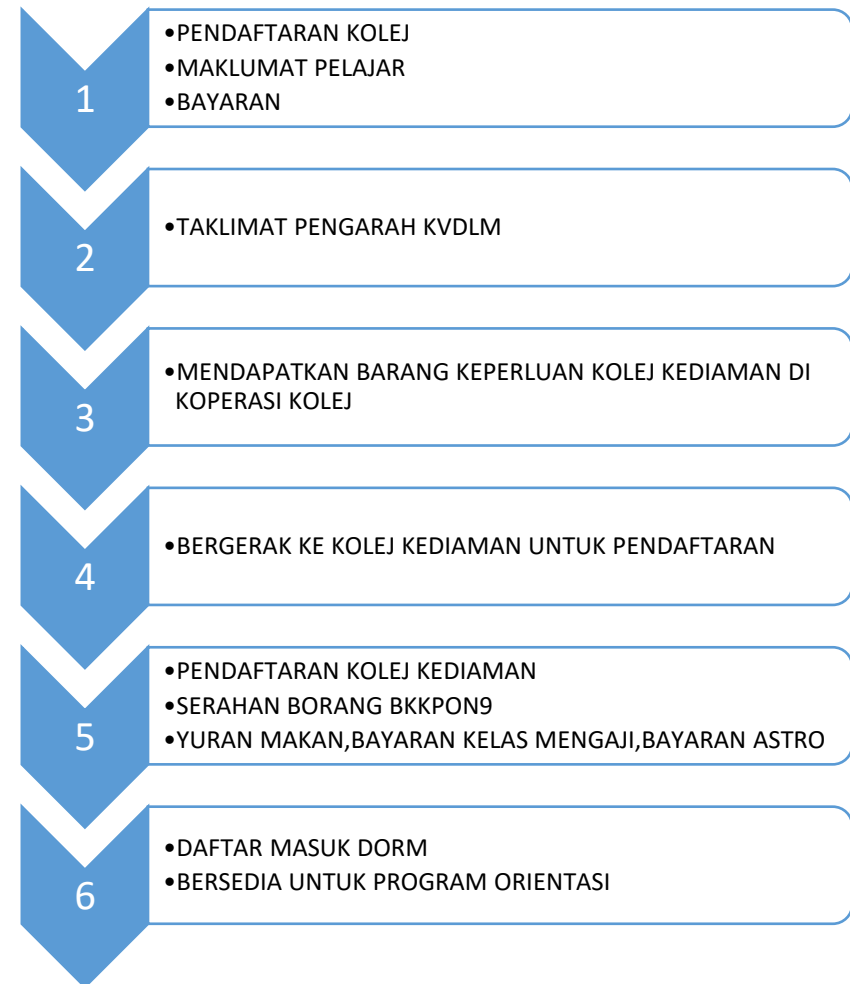 1
•PENDAFTARAN KOLEJ
•MAKLUMAT PELAJAR
•BAYARAN
2
•TAKLIMAT PENGARAH KVDLM
3
•MENDAPATKAN BARANG KEPERLUAN KOLEJ KEDIAMAN DI
KOPERASI KOLEJ
4
•BERGERAK KE KOLEJ KEDIAMAN UNTUK PENDAFTARAN
5
•PENDAFTARAN KOLEJ KEDIAMAN
•SERAHAN BORANG BKKPON9
•YURAN MAKAN,BAYARAN KELAS MENGAJI,BAYARAN ASTRO
6
•DAFTAR MASUK DORM
•BERSEDIA UNTUK PROGRAM ORIENTASI